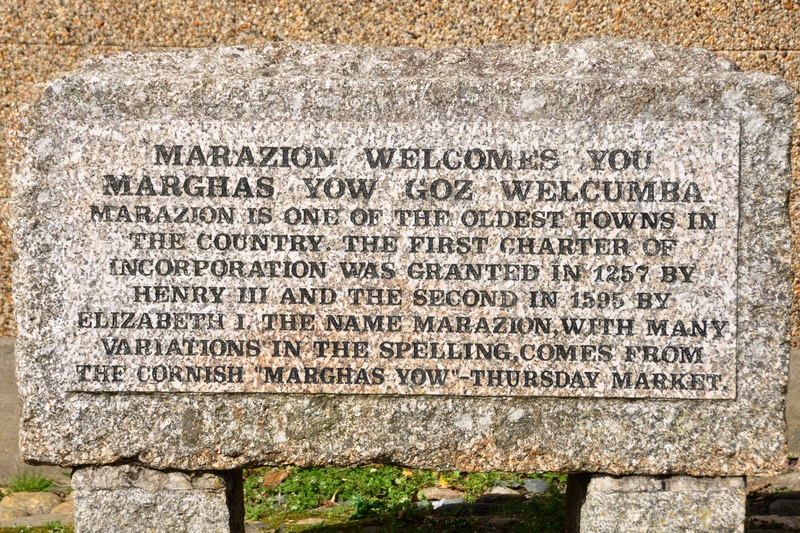 MARAZION WELCOMES YOU
MARGHAS YOW GOZ WELCUMBA
MARAZION IS ONE OF THE OLDEST TOWNS IN
THE COUNTRY. THE FIRST CHARTER OF
INCORPORATION WAS GRANTED IN 1257 BY
HENRY III AND THE SECOND IN 1595 BY
ELIZABETH I. THE NAME MARAZION,WITH MANY
VARIATIONS IN THE SPELLING,COMES FROM
THE CORNISH "MARGHAS YOW"-THURSDAY MARKET.